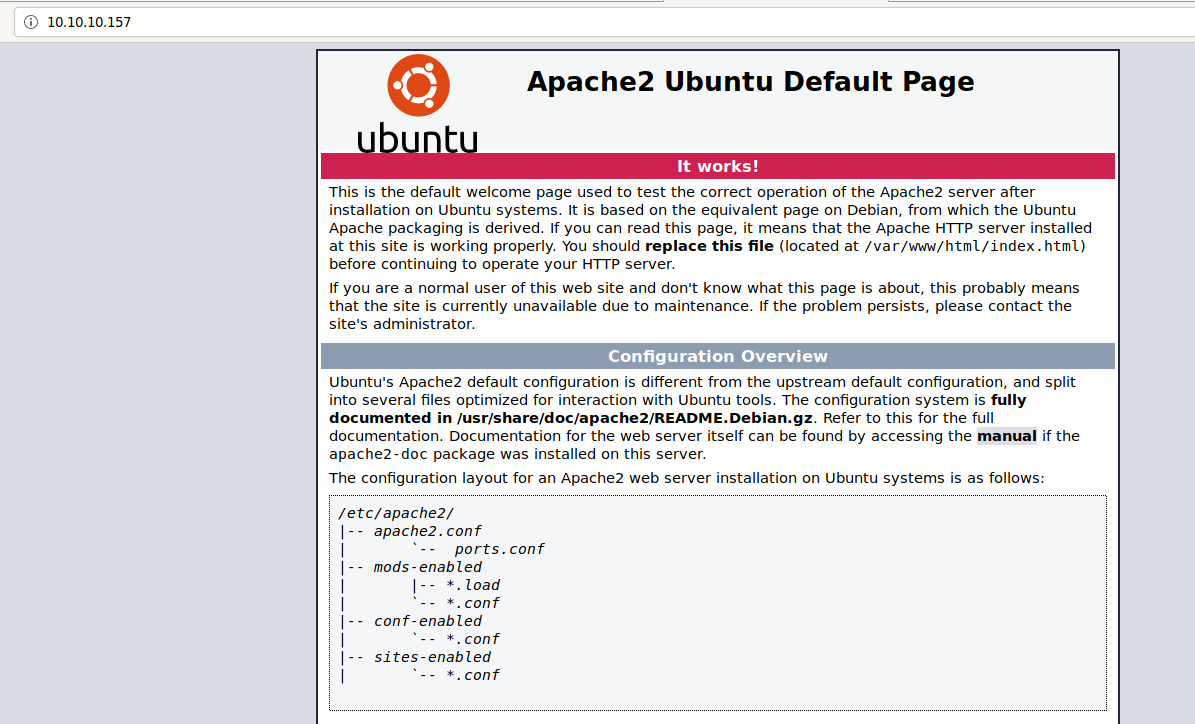 10.10.10.157
Apache2 Ubuntu Default Page
ubuntu
It works!
This is the default welcome page used to test the correct operation of the Apache2 server after
installation on Ubuntu systems. It is based on the equivalent page on Debian, from which the Ubuntu
Apache packaging is derived. If you can read this page, it means that the Apache HTTP server installed
at this site is working properly. You should replace this file (located at /var/www/html/index.html)
before continuing to operate your HTTP server.
If you are a normal user of this web site and don't know what this page is about, this probably means
that the site is currently unavailable due to maintenance. If the problem persists, please contact the
site's administrator.
Configuration Overview
Ubuntu's Apache2 default configuration is different from the upstream default configuration, and split
into several files optimized for interaction with Ubuntu tools. The configuration system is fully
documented in /usr/share/doc/apache2/README.Debian.gz. Refer to this for the full
documentation. Documentation for the web server itself can be found by accessing the manual if the
apache2-doc package was installed on this server.
The configuration layout for an Apache2 web server installation on Ubuntu systems is as follows:
/etc/apache2/
|-- apache2.conf
|       `--  ports.conf
|-- mods-enabled
|       |-- *.load
|       `-- *.conf
|-- conf-enabled
|       `-- *.conf
|-- sites-enabled
|       `-- *.conf